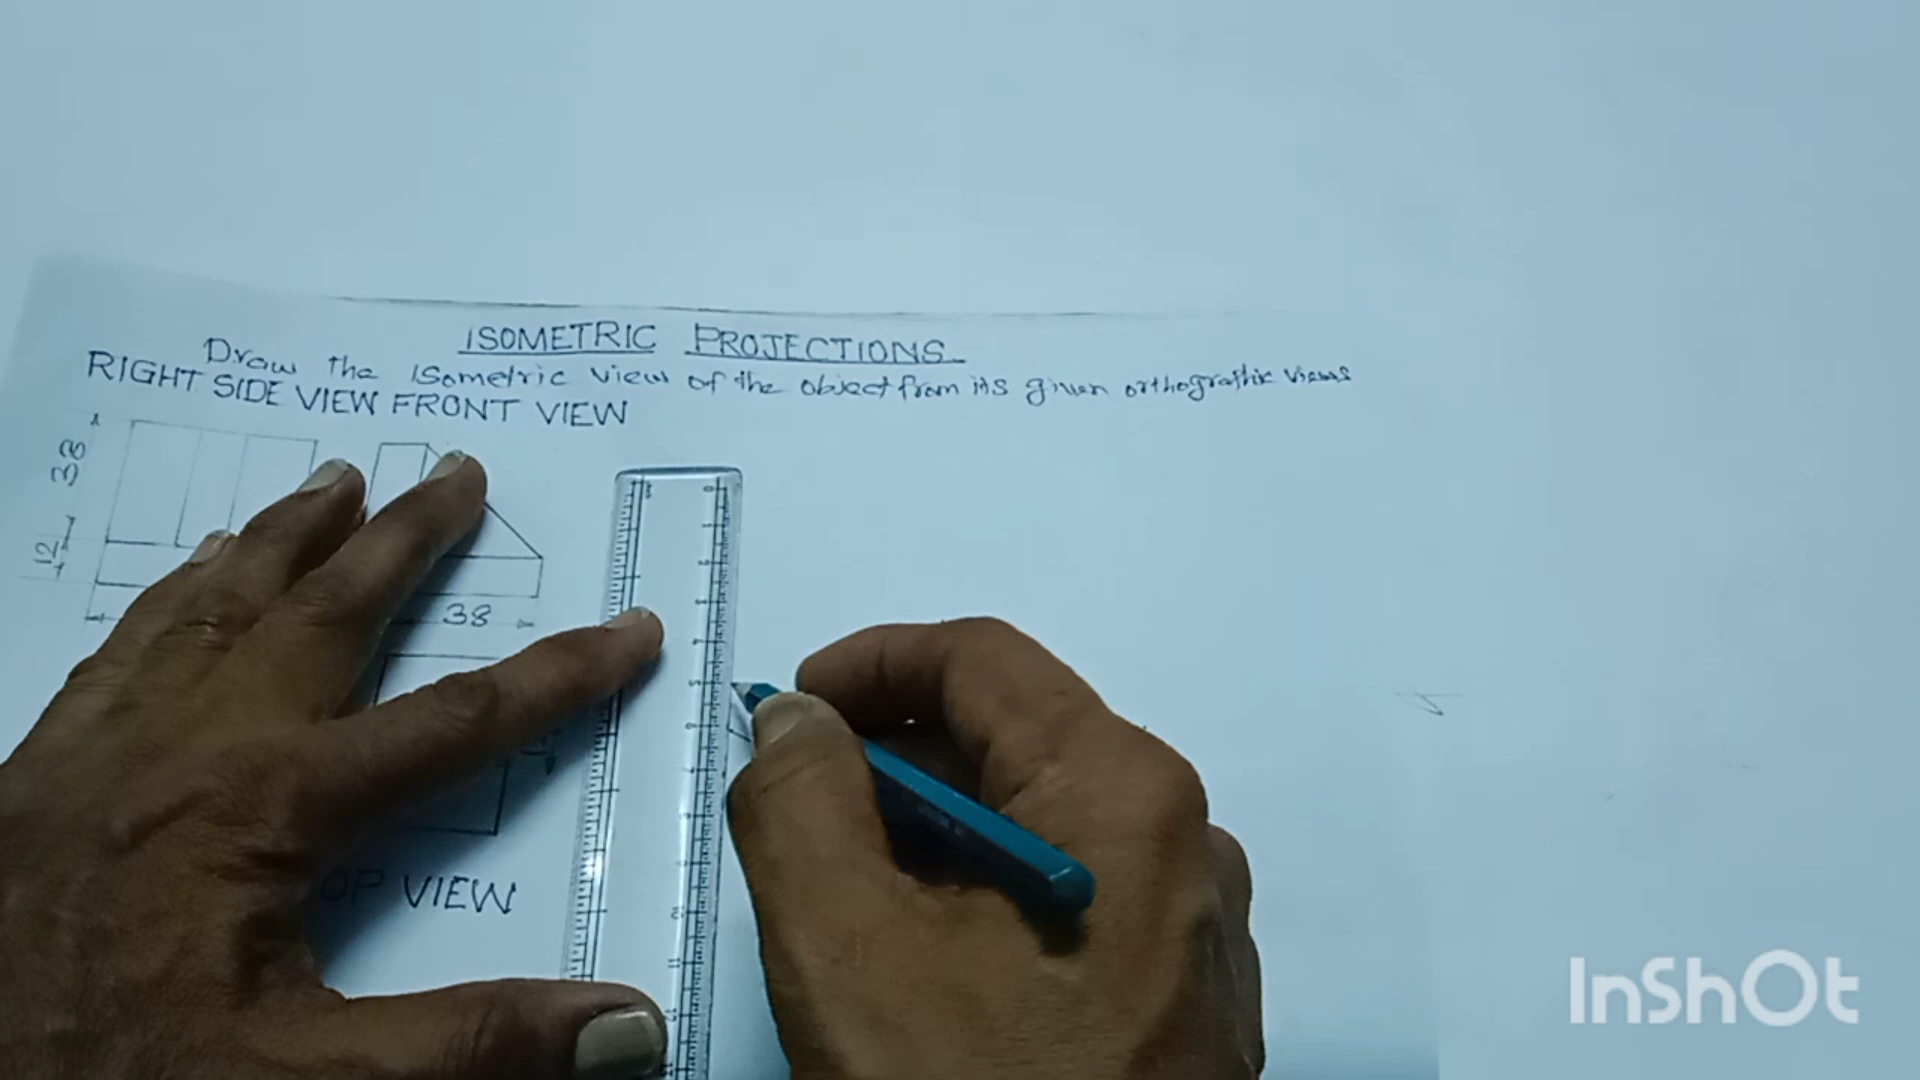 ISOMETRIC PROJECTIONS
Draw the isometric view of the object from its given orthographic views
RIGHT SIDE VIEW FRONT VIEW
38
12
38
OP VIEW
InShOt